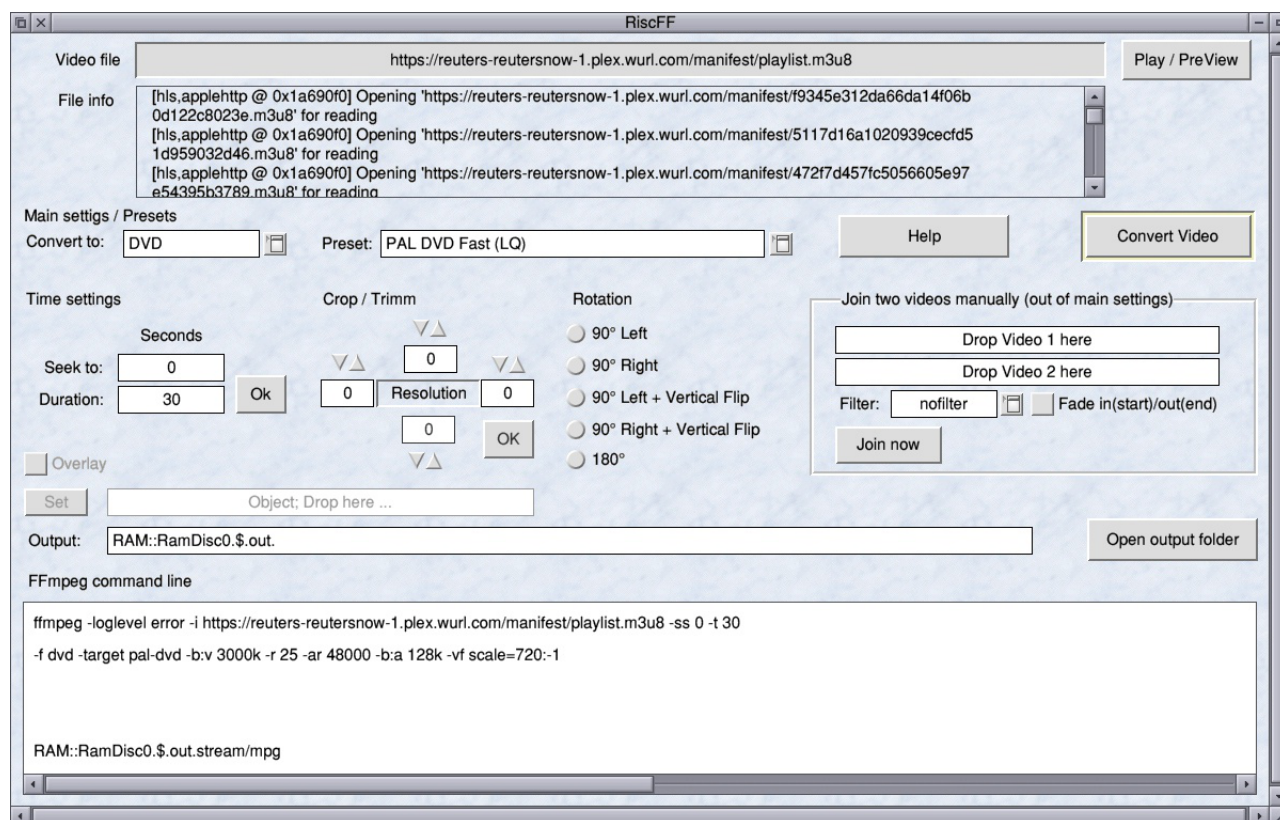 RiscFF
Video file
https://reuters-reutersnow-1.plex.wurl.com/manifest/playlist.m3u8
Play / PreView
File info
[hls,applehttp @ 0x1a690f0] Opening 'https://reuters-reutersnow-1.plex.wurl.com/manifest/f9345e312da66da14f06b
0d122c8023e.m3u8' for reading
[hls,applehttp @ 0x1a690f0] Opening 'https://reuters-reutersnow-1.plex.wurl.com/manifest/5117d16a1020939cecfd5
1d959032d46.m3u8' for reading
[hls,applehttp @ 0x1a690f0] Opening 'https://reuters-reutersnow-1.plex.wurl.com/manifest/472f7d457fc5056605e97
e54395b3789.m3u8' for reading
Main settigs / Presets
Convert to:
DVD
Preset:
PAL DVD Fast (LQ)
Help
Convert Video
Time settings
Seconds
Seek to:
0
Duration:
30
Ok
Crop / Trimm
0
0
Resolution
0
0
OK
Rotation
90° Left
90° Right
90° Left + Vertical Flip
90° Right + Vertical Flip
180°
Join two videos manually (out of main settings)
Drop Video 1 here
Drop Video 2 here
Filter:
nofilter
Fade in(start)/out(end)
Join now
Overlay
Set
Object; Drop here ...
Output:
RAM::RamDisc0.$.out.
Open output folder
FFmpeg command line
ffmpeg -loglevel error -i https://reuters-reutersnow-1.plex.wurl.com/manifest/playlist.m3u8 -ss 0 -t 30
-f dvd -target pal-dvd -b:v 3000k -r 25 -ar 48000 -b:a 128k -vf scale=720:-1
RAM::RamDisc0.$.out.stream/mpg